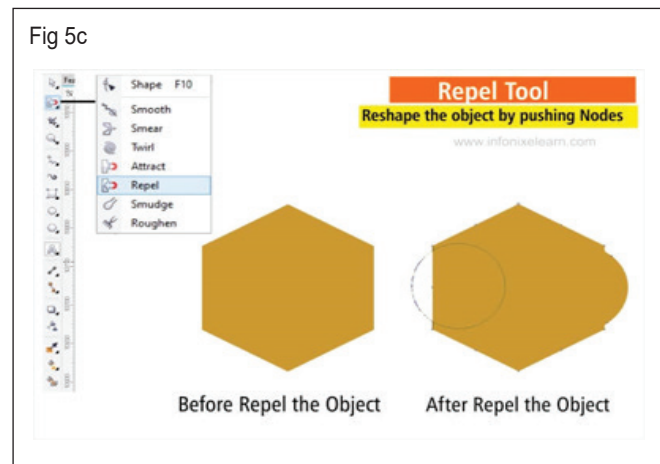 Fig 5c
Shape F10
Smooth
Smear
Twirl
Attract
Repel
Smudge
Roughen
Repel Tool
Reshape the object by pushing Nodes
www.infonixelearn.com
Before Repel the Object
After Repel the Object